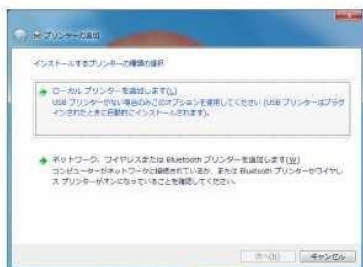 プリンターの追加
インストールするプリンターの種類の選択
ローカル プリンターを追加します(L)
USB プリンターがない場合のみこのオプションを使用してください (USB プリンターはプラグ
インされたときに自動的にインストールされます)。
ネットワーク、ワイヤレスまたは Bluetooth プリンターを追加します(W)
コンピューターがネットワークに接続されているか、または Bluetooth プリンターかワイヤレ
ス プリンターがオンになっていることを確認してください。
次へ(N)
キャンセル